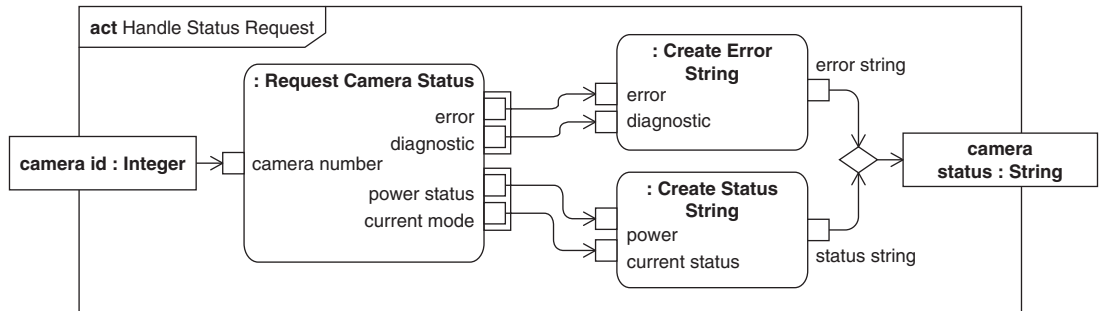 act Handle Status Request
camera id : Integer
: Request Camera Status
error
diagnostic
camera number
power status
current mode
: Create Error
String
error
diagnostic
error string
: Create Status
String
power
current status
status string
camera
status : String